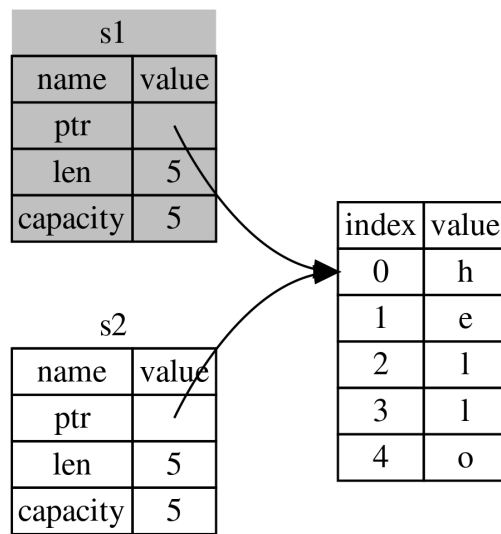 s1
name value
ptr
len 5
capacity 5
s2
name value
ptr
len 5
capacity 5
index value
0 h
1 e
2 l
3 l
4 o